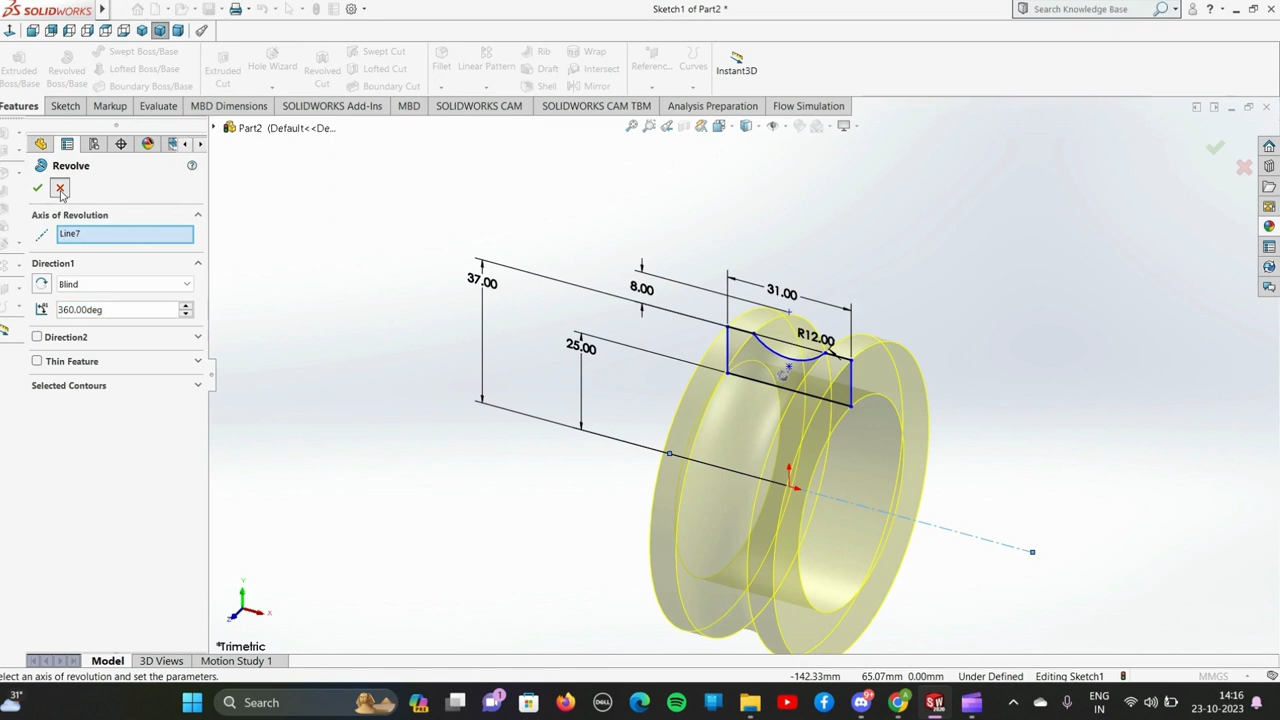 SOLIDWORKS
Sketch1 of Part2 *
Search Knowledge Base
Extruded Boss/Base
Revolved Boss/Base
Swept Boss/Base
Lofted Boss/Base
Boundary Boss/Base
Extruded Cut
Hole Wizard
Revolved Cut
Swept Cut
Lofted Cut
Boundary Cut
Fillet
Linear Pattern
Rib
Draft
Shell
Wrap
Intersect
Mirror
Referenc...
Curves
Instant3D
Features
Sketch
Markup
Evaluate
MBD Dimensions
SOLIDWORKS Add-Ins
MBD
SOLIDWORKS CAM
SOLIDWORKS CAM TBM
Analysis Preparation
Flow Simulation
Part2 (Default<<De...
Revolve
Axis of Revolution
Line7
Direction1
Blind
360.00deg
Direction2
Thin Feature
Selected Contours
37.00
8.00
31.00
R12.00
25.00
Y
X
Z
*Trimetric
Model
3D Views
Motion Study 1
Select an axis of revolution and set the parameters.
-142.33mm
65.07mm 0.00mm
Under Defined
Editing Sketch1
MMGS
31°
Search
ENG
IN
14:16
23-10-2023